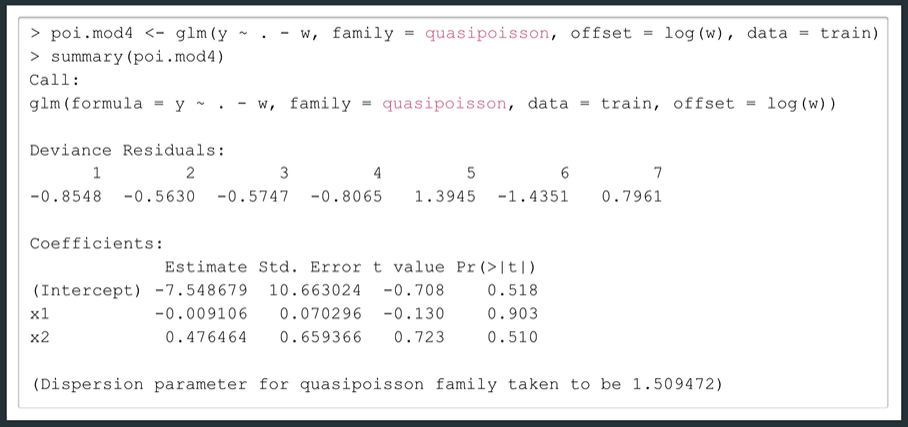 > poi.mod4 <- glm(y ~ . - w, family = quasipoisson, offset = log(w), data = train)
> summary(poi.mod4)
Call:
glm(formula = y ~ . - w, family = quasipoisson, data = train, offset = log(w))
Deviance Residuals:
1 2 3 4 5 6 7
-0.8548 -0.5630 -0.5747 -0.8065 1.3945 -1.4351 0.7961
Coefficients:
Estimate Std. Error t value Pr(>|t|)
(Intercept) -7.548679 10.663024 -0.708 0.518
x1 -0.009106 0.070296 -0.130 0.903
x2 0.476464 0.659366 0.723 0.510
(Dispersion parameter for quasipoisson family taken to be 1.509472)